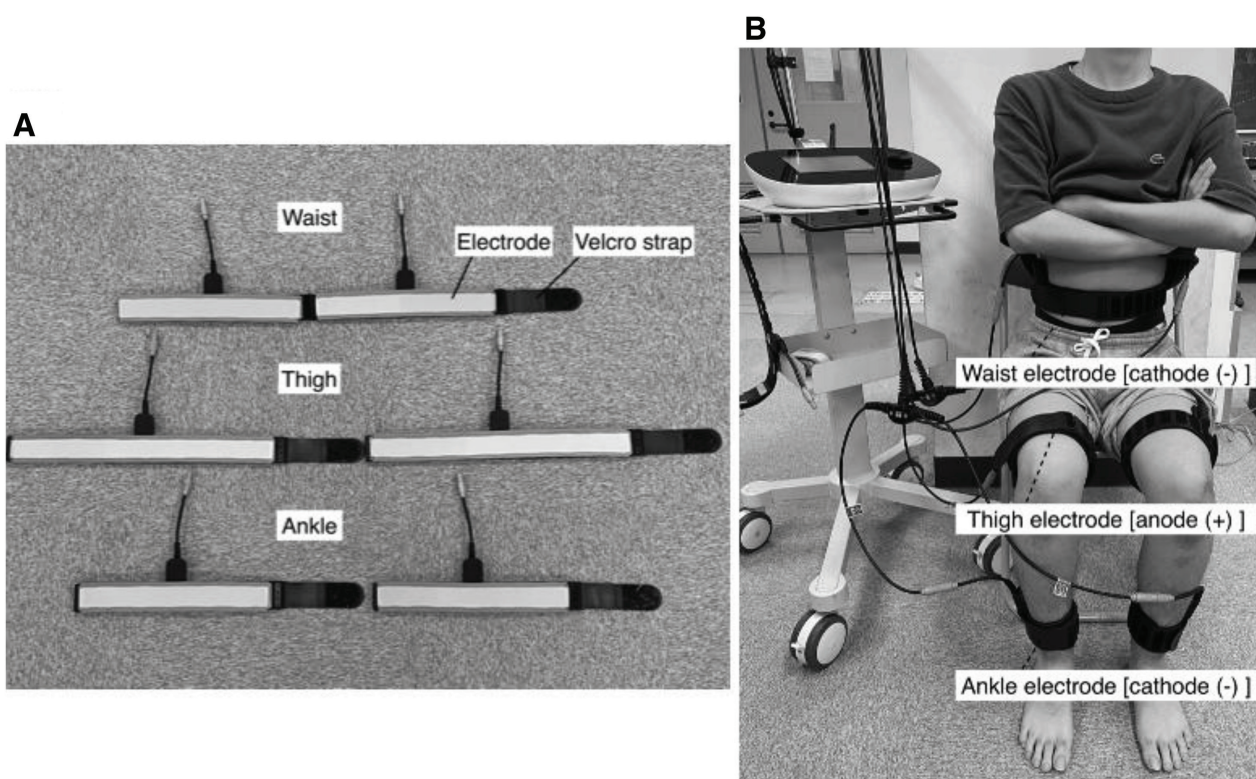 A
Waist
Electrode
Velcro strap
Thigh
Ankle
B
Waist electrode [cathode (-) ]
Thigh electrode [anode (+) ]
Ankle electrode [cathode (-) ]